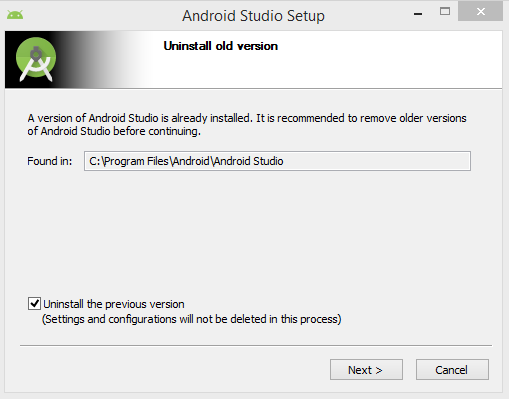 Android Studio Setup
Uninstall old version
A version of Android Studio is already installed. It is recommended to remove older versions
of Android Studio before continuing.
Found in: C:\Program Files\Android\Android Studio
Uninstall the previous version
(Settings and configurations will not be deleted in this process)
Next > Cancel